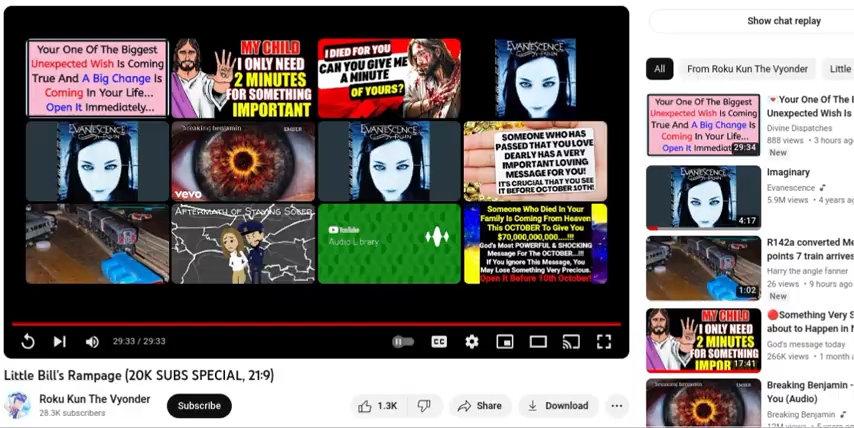 Your One Of The Biggest
Unexpected Wish Is Coming
True And A Big Change Is
Coming In Your Life...
Open It Immediately...
MY CHILD
I ONLY NEED
2 MINUTES
FOR SOMETHING
IMPORTANT
I DIED FOR YOU
CAN YOU GIVE ME
A MINUTE
OF YOURS?
EVANESCENCE
EVANESCENCE
Breaking benjamin
EMBER
vevo
EVANESCENCE
SOMEONE WHO HAS
PASSED THAT YOU LOVE
DEARLY HAS A VERY
IMPORTANT LOVING
MESSAGE FOR YOU!
IT'S CRUCIAL THAT YOU SEE
IT BEFORE OCTOBER 10TH!
AFTERMATH OF STAYING SOBER
YouTube
Audio Library
Someone Who Died In Your
Family Is Coming From Heaven
This OCTOBER To Give You
$70,000,000,000....!!!
God's Most POWERFUL & SHOCKING
Message For The OCTOBER...!!!
If You Ignore This Message, You
May Lose Something Very Precious.
Open It Before 10th October!
29:33 / 29:33
CC
Little Bill's Rampage (20K SUBS SPECIAL, 21:9)
Roku Kun The Vyonder
28.3K subscribers
Subscribe
1.3K
Share
Download
Show chat replay
All
From Roku Kun The Vyonder
Little
Your One Of The Biggest
Unexpected Wish Is Coming
True And A Big Change Is
Coming In Your Life...
Open It Immediat
29:34
Your One Of The B
Unexpected Wish Is
Divine Dispatches
888 views • 3 hours ag
New
EVANESCENCE
4:17
Imaginary
Evanescence
5.9M views • 4 years ag
1:02
R142a converted Me
points 7 train arrives
Harry the angle fanner
26 views • 9 hours ago
New
MY CHILD
I ONLY NEED
2 MINUTES
FOR SOMETHING
IMPOR
17:41
Something Very S
about to Happen in M
God's message today
266K views • 1 month a
Breaking benjamin
Breaking Benjamin -
You (Audio)
Breaking Benjamin